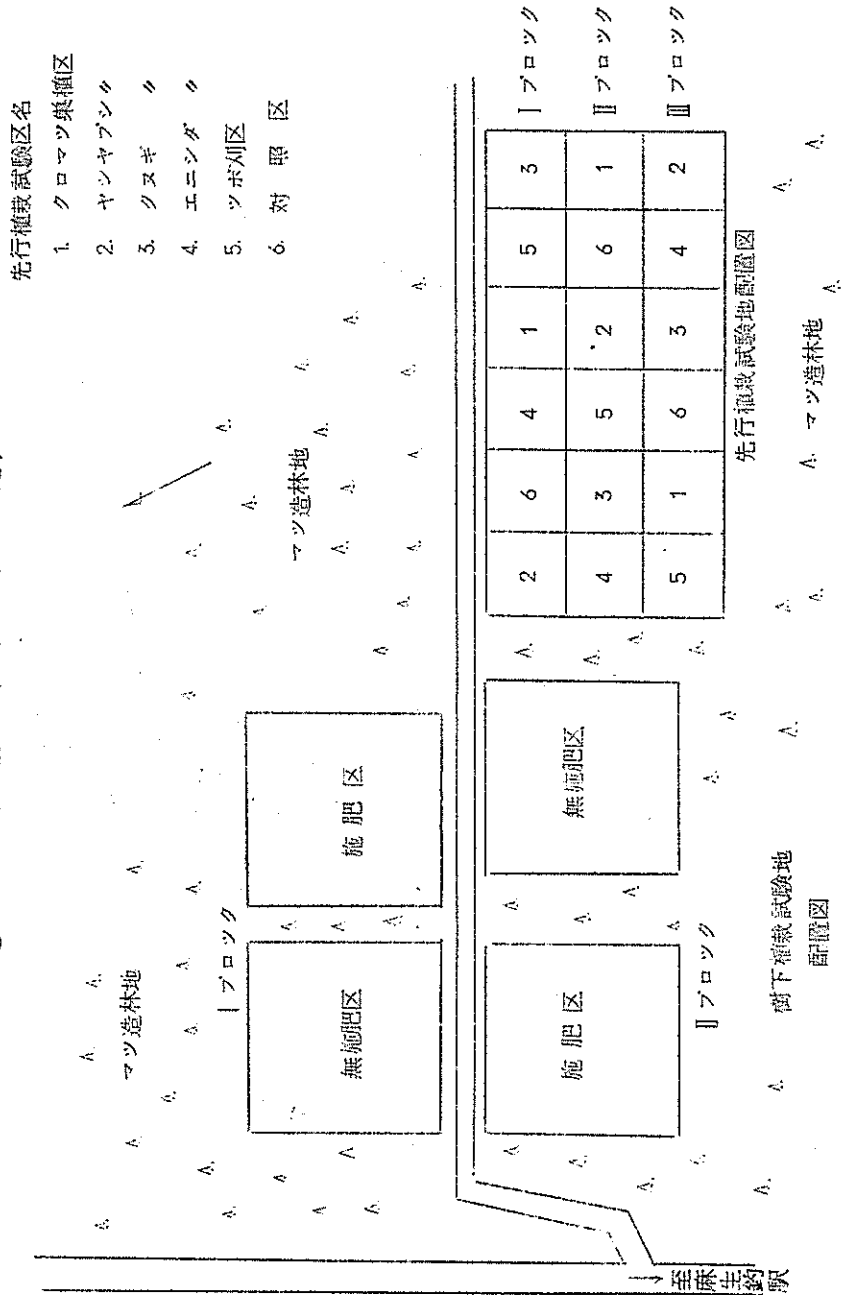 先行植栽試験区名
1. クロマツ巣植区
2. ヤシヤブシ〃
3. クヌギ 〃
4. エニシダ 〃
5. ツボ刈区
6. 対照区
マツ造林地
マツ造林地
Ⅰブロック
無施肥区
施肥区
施肥区
無施肥区
Ⅱブロック
樹下植栽試験地
配置図
2 6 4 1 5 3 Ⅰブロック
4 3 5 2 6 1 Ⅱブロック
5 1 6 3 4 2 Ⅲブロック
先行植栽試験地配置図
マツ造林地
→至麻生釣駅